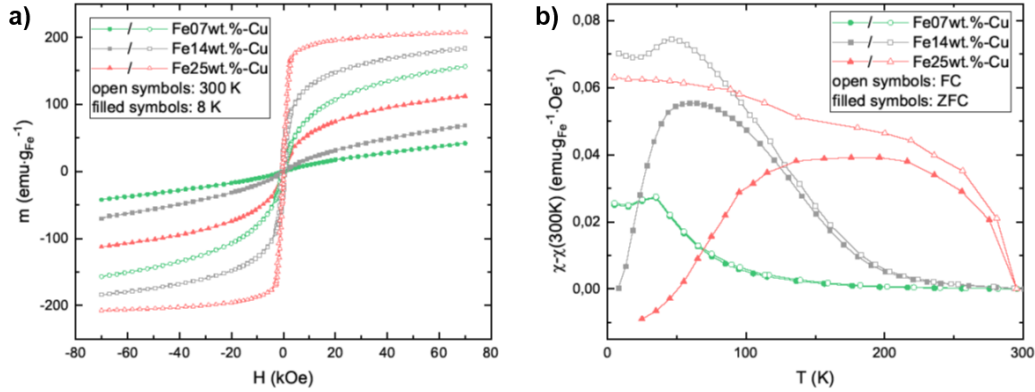 a)
Fe07wt.%-Cu
Fe14wt.%-Cu
Fe25wt.%-Cu
open symbols: 300 K
filled symbols: 8 K
m (emu·g_Fe⁻¹)
200
100
0
-100
-200
-80 -60 -40 -20 0 20 40 60 80
H (kOe)
b)
/ Fe07wt.%-Cu
/ Fe14wt.%-Cu
/ Fe25wt.%-Cu
open symbols: FC
filled symbols: ZFC
χ-χ(300K) (emu·g_Fe⁻¹·Oe⁻¹)
0,08
0,06
0,04
0,02
0,00
0 100 200 300
T (K)